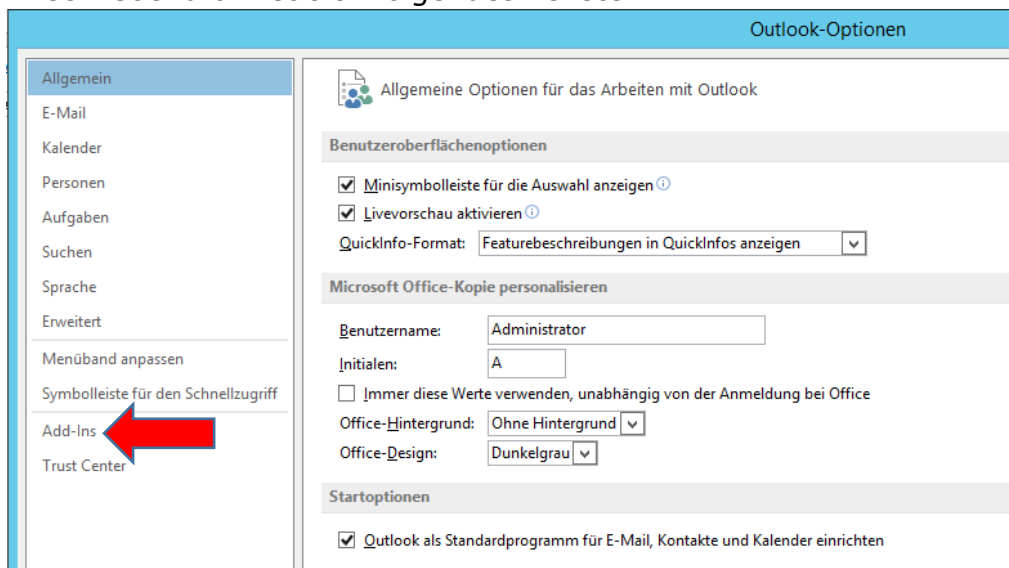 Outlook-Optionen
Allgemein
E-Mail
Kalender
Personen
Aufgaben
Suchen
Sprache
Erweitert
Menüband anpassen
Symbolleiste für den Schnellzugriff
Add-Ins
Trust Center
Allgemeine Optionen für das Arbeiten mit Outlook
Benutzeroberflächenoptionen
Minisymbolleiste für die Auswahl anzeigen
Livevorschau aktivieren
QuickInfo-Format: Featurebeschreibungen in QuickInfos anzeigen
Microsoft Office-Kopie personalisieren
Benutzername: Administrator
Initialen: A
Immer diese Werte verwenden, unabhängig von der Anmeldung bei Office
Office-Hintergrund: Ohne Hintergrund
Office-Design: Dunkelgrau
Startoptionen
Outlook als Standardprogramm für E-Mail, Kontakte und Kalender einrichten